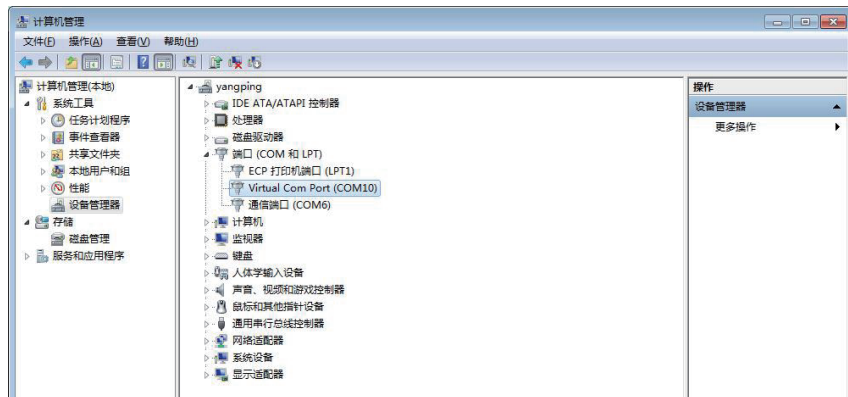 计算机管理
文件(F) 操作(A) 查看(V) 帮助(H)
计算机管理(本地)
系统工具
任务计划程序
事件查看器
共享文件夹
本地用户和组
性能
设备管理器
存储
磁盘管理
服务和应用程序
yangping
IDE ATA/ATAPI 控制器
处理器
磁盘驱动器
端口 (COM 和 LPT)
ECP 打印机端口 (LPT1)
Virtual Com Port (COM10)
通信端口 (COM6)
计算机
监视器
键盘
人体学输入设备
声音、视频和游戏控制器
鼠标和其他指针设备
通用串行总线控制器
网络适配器
系统设备
显示适配器
操作
设备管理器
更多操作